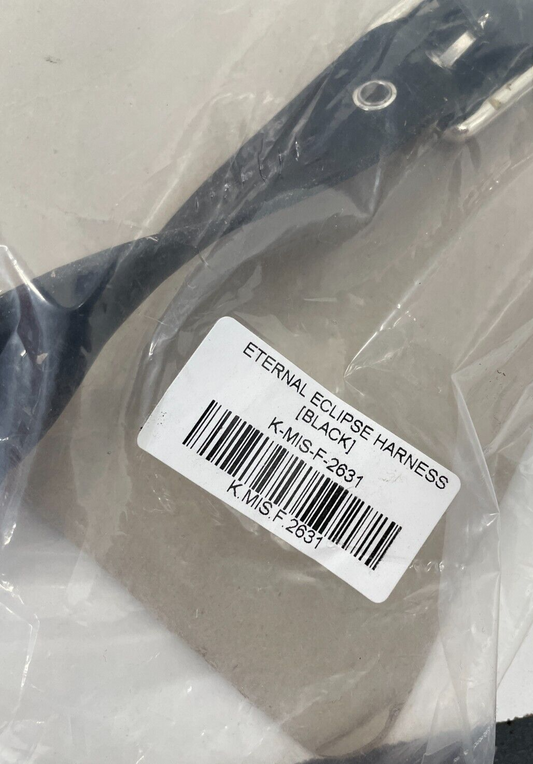 ETERNAL ECLIPSE HARNESS
[BLACK]
K-MIS-F-2631
K.MIS.F.2631